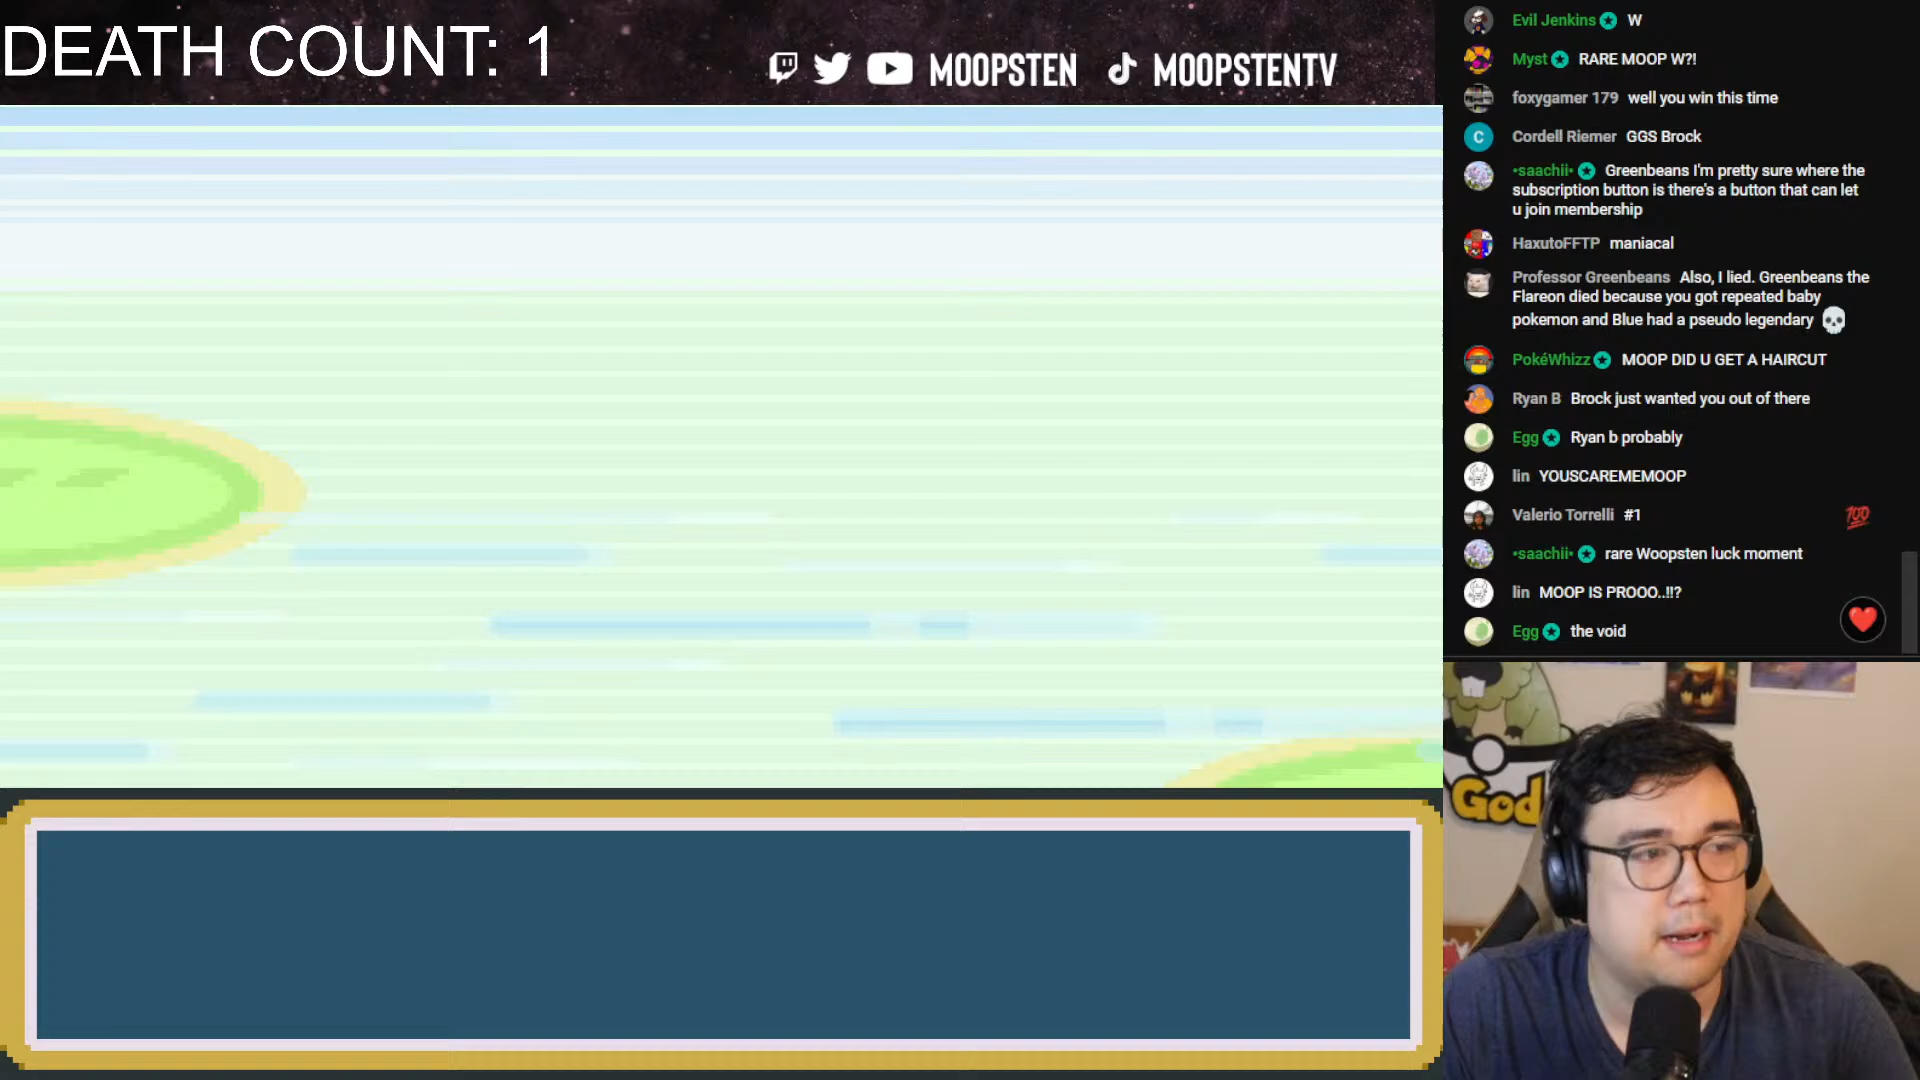 DEATH COUNT: 1
MOOPSTEN
MOOPSTENTV
Evil Jenkins W
Myst RARE MOOP W?!
foxygamer 179 well you win this time
C
Cordell Riemer GGS Brock
•saachii• Greenbeans I'm pretty sure where the
subscription button is there's a button that can let
u join membership
HaxutoFFTP maniacal
Professor Greenbeans Also, I lied. Greenbeans the
Flareon died because you got repeated baby
pokemon and Blue had a pseudo legendary 💀
PokéWhizz MOOP DID U GET A HAIRCUT
Ryan B Brock just wanted you out of there
Egg Ryan b probably
lin YOUSCAREMEMOOP
Valerio Torrelli #1
💯
•saachii• rare Woopsten luck moment
lin MOOP IS PROOO..!!?
Egg the void
God